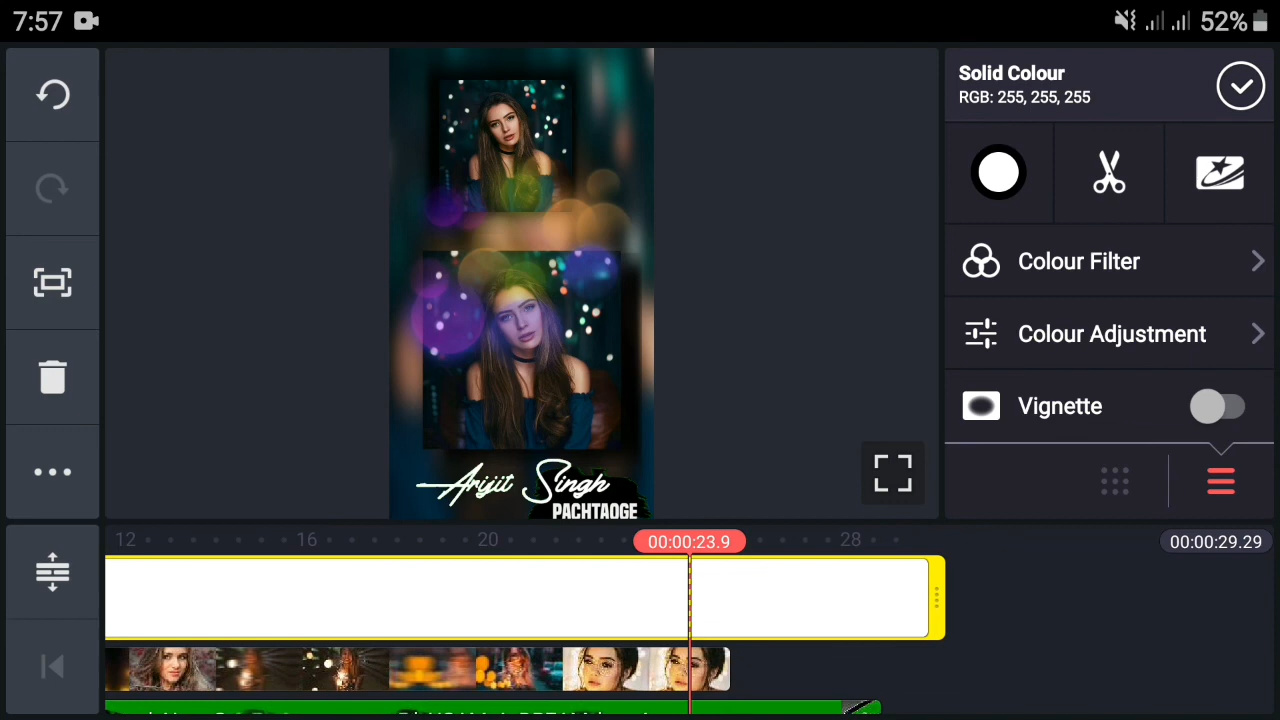 7:57
52%
Solid Colour
RGB: 255, 255, 255
Colour Filter
Colour Adjustment
Vignette
Arijit Singh
PACHTAOGE
12 16 20 00:00:23.9 28 00:00:29.29